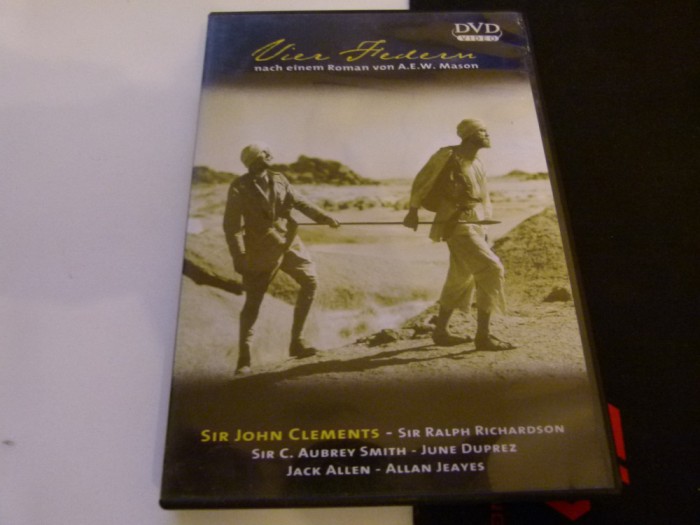 DVD
VIDEO
Vier Federn
nach einem Roman von A.E.W. Mason
Sir John Clements - Sir Ralph Richardson
Sir C. Aubrey Smith - June Duprez
Jack Allen - Allan Jeayes